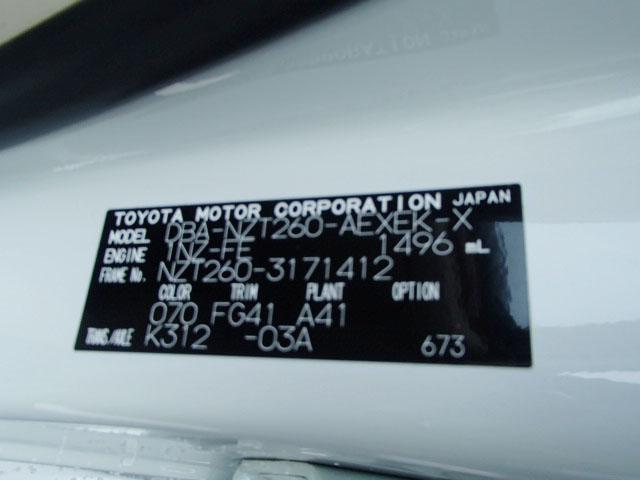 TOYOTA MOTOR CORPORATION JAPAN
MODEL DBA-NZT260-AEXEK-X
ENGINE 1NZ-FE 1496 mL
FRAME No. NZT260-3171412
COLOR TRIM PLANT OPTION
070 FG41 A41
TRANS/AXLE K312 -03A 673